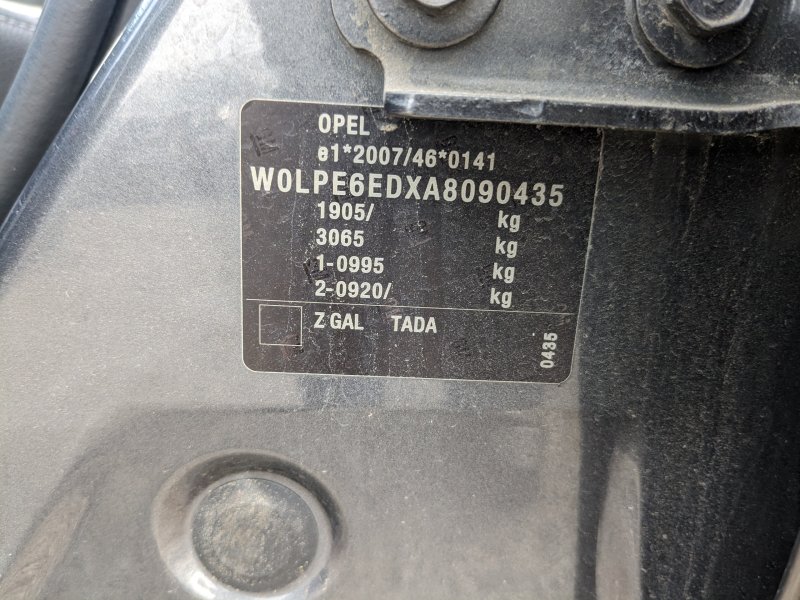 OPEL
e1*2007/46*0141
W0LPE6EDXA8090435
1905/ kg
3065 kg
1-0995 kg
2-0920/ kg
Z GAL TADA
0435